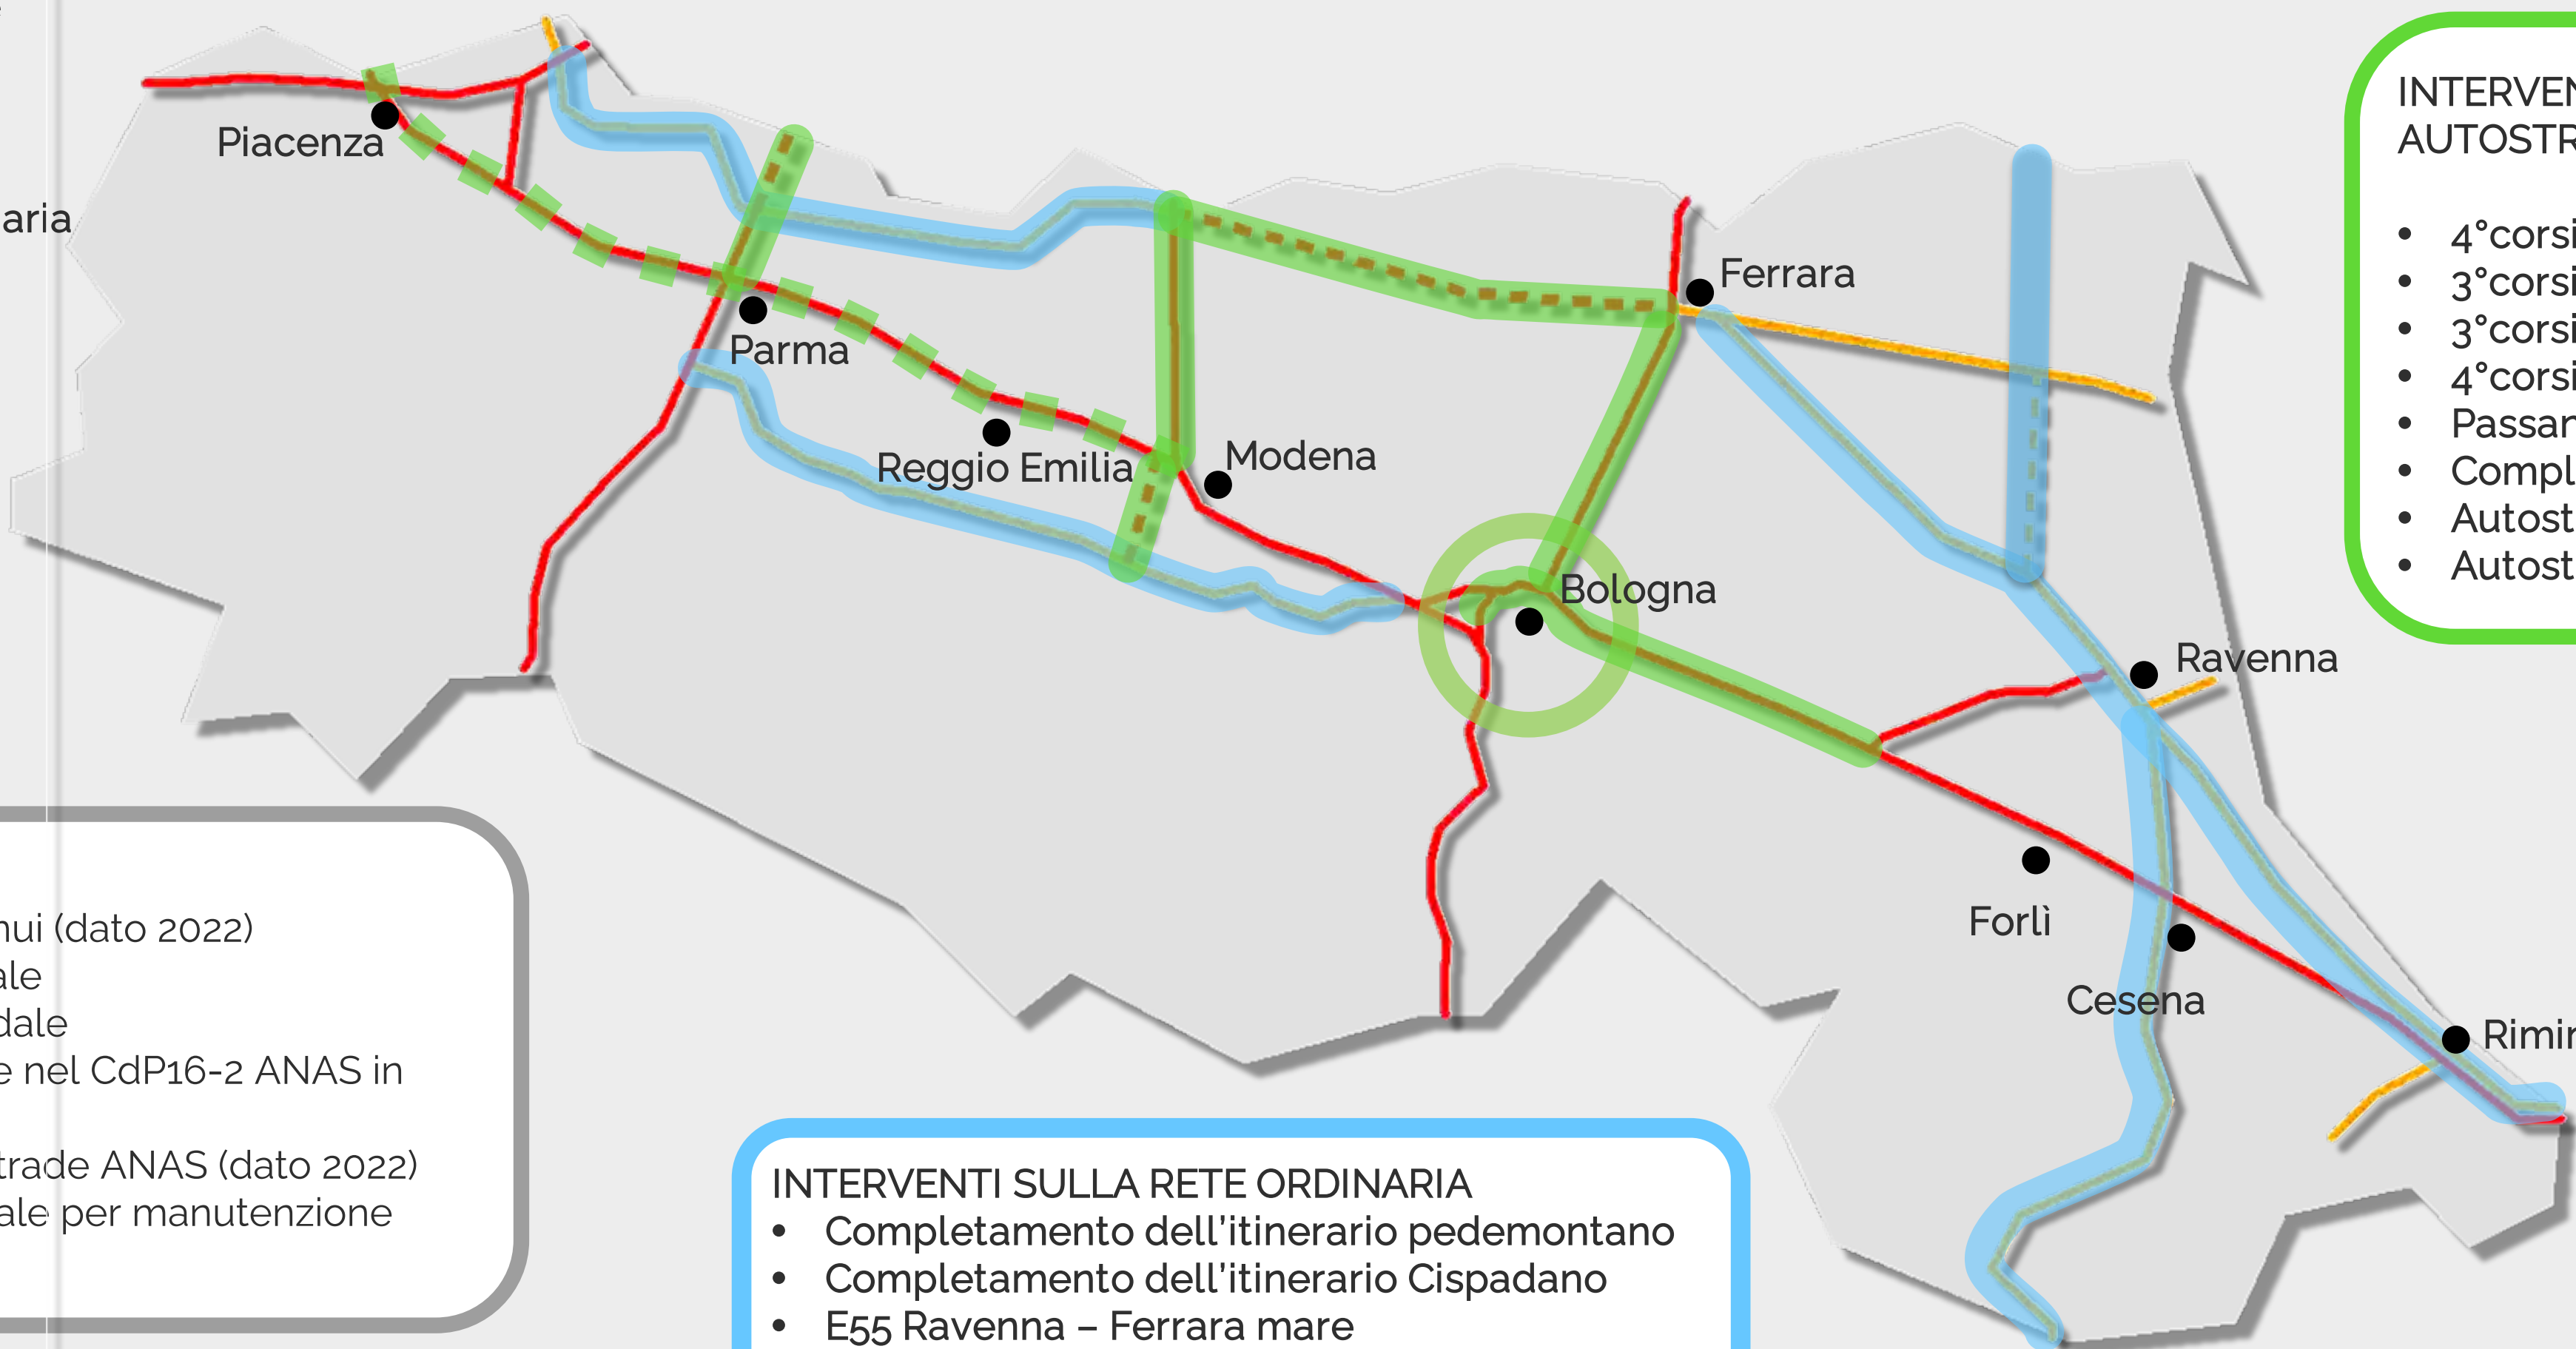 aria
Piacenza
Parma
Reggio Emilia
Modena
Ferrara
Bologna
Ravenna
Forlì
Cesena
Rimin
INTERVEN
AUTOSTR
• 4°corsi
• 3°corsi
• 3°corsi
• 4°corsi
• Passan
• Compl
• Autost
• Autost
nui (dato 2022)
ale
dale
e nel CdP16-2 ANAS in
trade ANAS (dato 2022)
ale per manutenzione
INTERVENTI SULLA RETE ORDINARIA
• Completamento dell'itinerario pedemontano
• Completamento dell'itinerario Cispadano
• E55 Ravenna – Ferrara mare